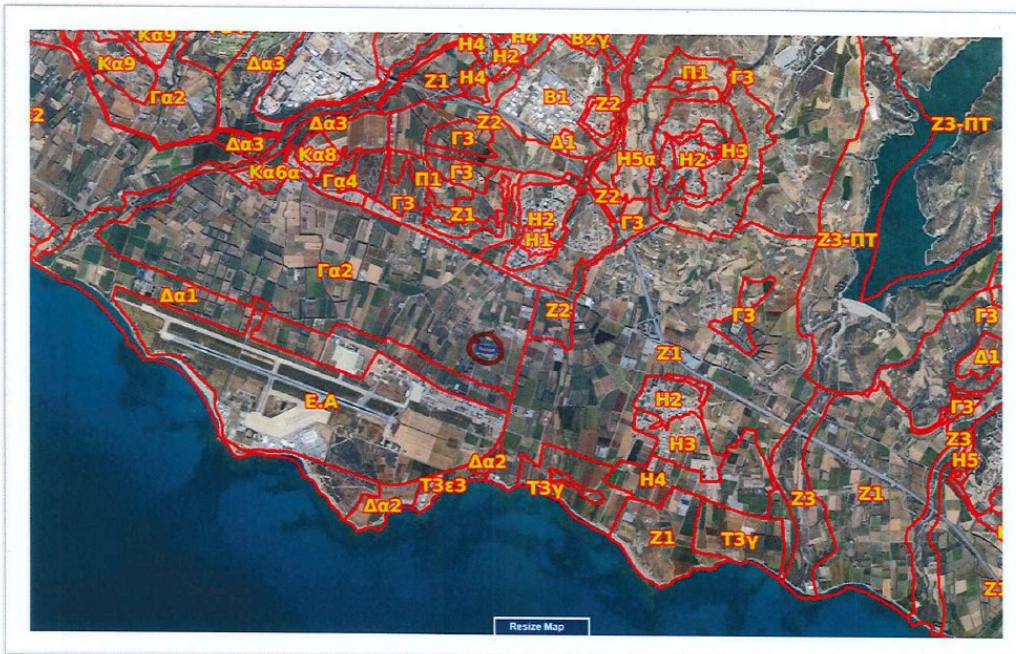 Κα9
Η4
Η4
Β2γ
Κα9
Δα3
Η2
Π1
Γ3
Γα2
Ζ1
Η4
Β1
Ζ2
Ζ3-ΠΤ
Δα3
Ζ2
Γ3
Δ1
Δα3
Κα8
Η5α
Η2
Η3
Κα6α
Γα4
Π1
Γ3
Ζ2
Γ3
Ζ1
Η2
Γ3
Η1
Ζ3-ΠΤ
Γα2
Δα1
Ζ2
Γ3
Γ3
Ζ1
Δ1
Ε.Α
Η2
Γ3
Η3
Ζ3
Δα2
Η5
Τ3ε3
Τ3γ
Η4
Ζ3
Ζ1
Δα2
Ζ1
Τ3γ
Ζ1
Resize Map